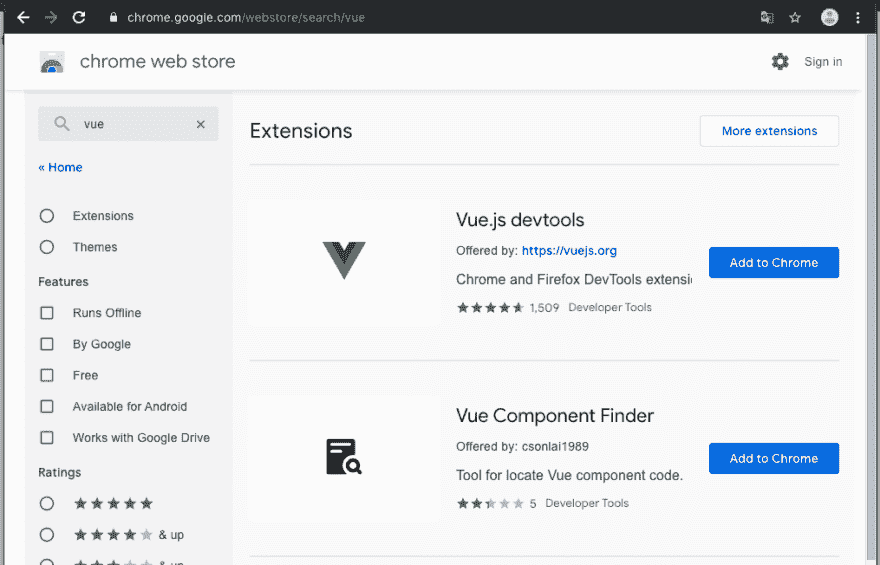 chrome.google.com/webstore/search/vue
chrome web store
Sign in
vue
« Home
Extensions
Themes
Features
Runs Offline
By Google
Free
Available for Android
Works with Google Drive
Ratings
& up
Extensions
More extensions
Vue.js devtools
Offered by: https://vuejs.org
Chrome and Firefox DevTools extensi
1,509 Developer Tools
Add to Chrome
Vue Component Finder
Offered by: csonlai1989
Tool for locate Vue component code.
5 Developer Tools
Add to Chrome